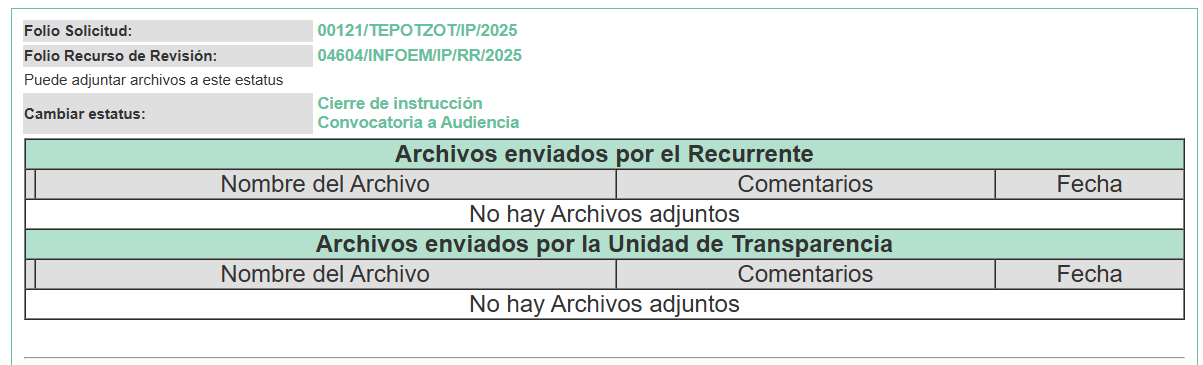 Folio Solicitud: 00121/TEPOTZOT/IP/2025
Folio Recurso de Revisión: 04604/INFOEM/IP/RR/2025
Puede adjuntar archivos a este estatus
Cambiar estatus: Cierre de instrucción
Convocatoria a Audiencia
Archivos enviados por el Recurrente
Nombre del Archivo Comentarios Fecha
No hay Archivos adjuntos
Archivos enviados por la Unidad de Transparencia
Nombre del Archivo Comentarios Fecha
No hay Archivos adjuntos